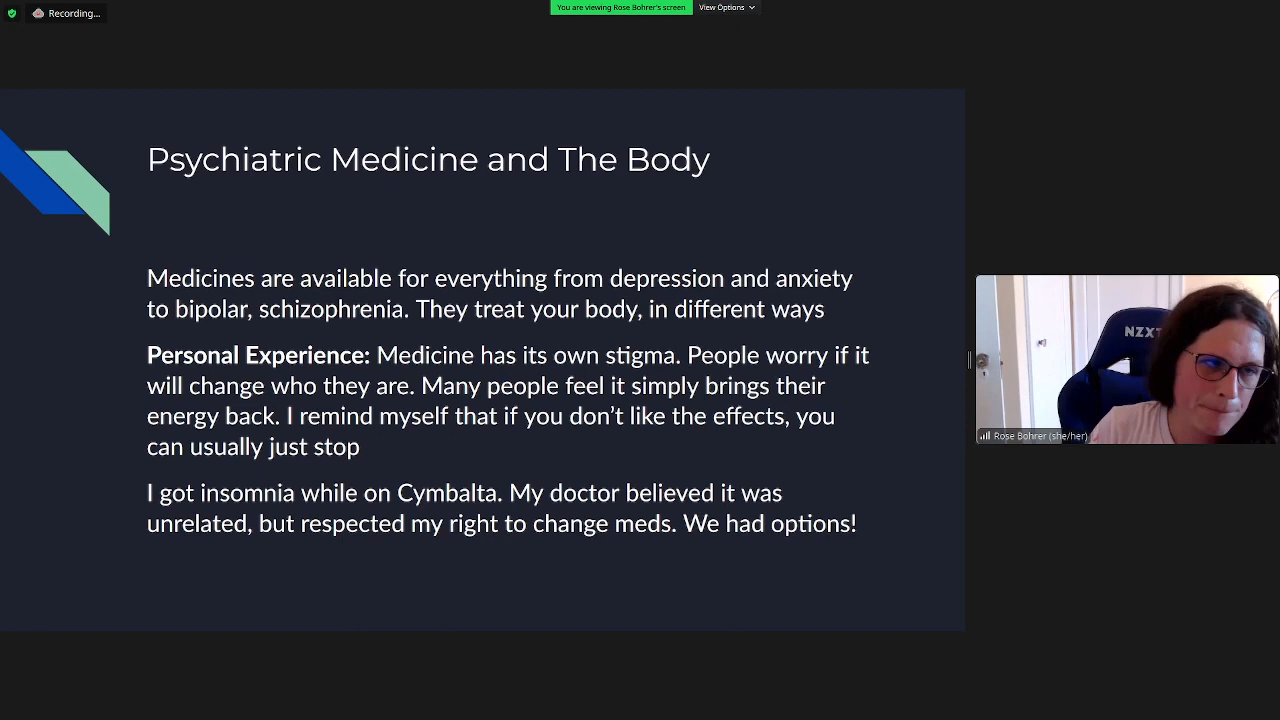 Recording...
You are viewing Rose Bohrer's screen
View Options
Psychiatric Medicine and The Body
Medicines are available for everything from depression and anxiety
to bipolar, schizophrenia. They treat your body, in different ways
Personal Experience: Medicine has its own stigma. People worry if it
will change who they are. Many people feel it simply brings their
energy back. I remind myself that if you don’t like the effects, you
can usually just stop
I got insomnia while on Cymbalta. My doctor believed it was
unrelated, but respected my right to change meds. We had options!
NZXT
Rose Bohrer (she/her)